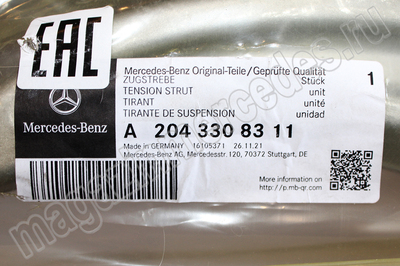 EAC
Mercedes-Benz
Mercedes-Benz Original-Teile/Geprüfte Qualität
ZUGSTREBE Stück 1
TENSION STRUT unit
TIRANT unité
TIRANTE DE SUSPENSION unidad
A 204 330 83 11
Made in GERMANY 16105371 26.11.21
Mercedes-Benz AG, Mercedesstr. 120, 70372 Stuttgart, DE
More information on
http://p.mb-qr.com